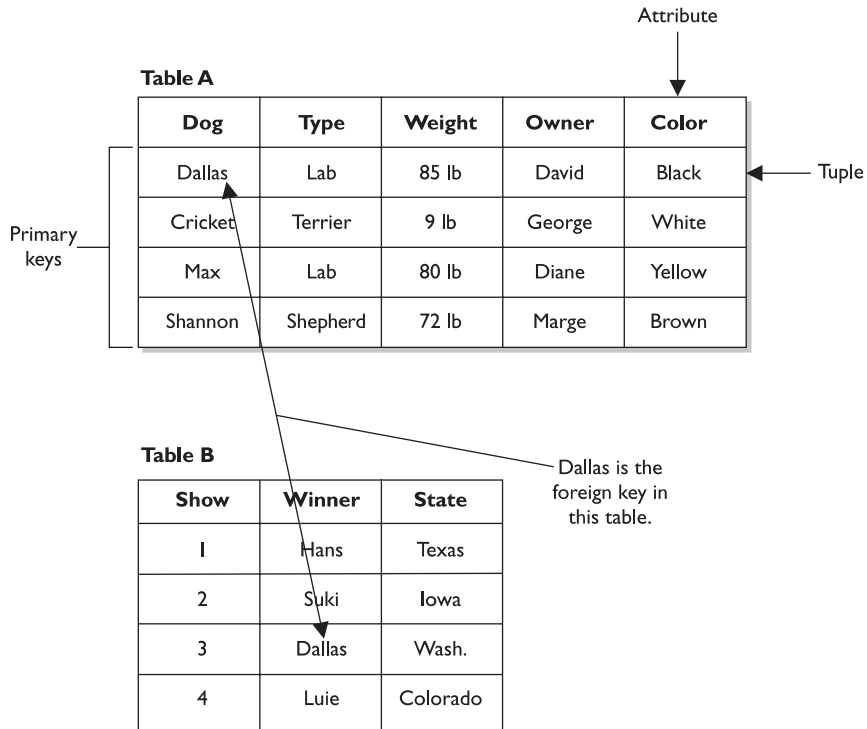 Attribute
Table A
Dog Type Weight Owner Color
Dallas Lab 85 lb David Black
Tuple
Cricket Terrier 9 lb George White
Primary
keys
Max Lab 80 lb Diane Yellow
Shannon Shepherd 72 lb Marge Brown
Table B
Dallas is the
foreign key in
this table.
Show Winner State
1 Hans Texas
2 Suki Iowa
3 Dallas Wash.
4 Luie Colorado